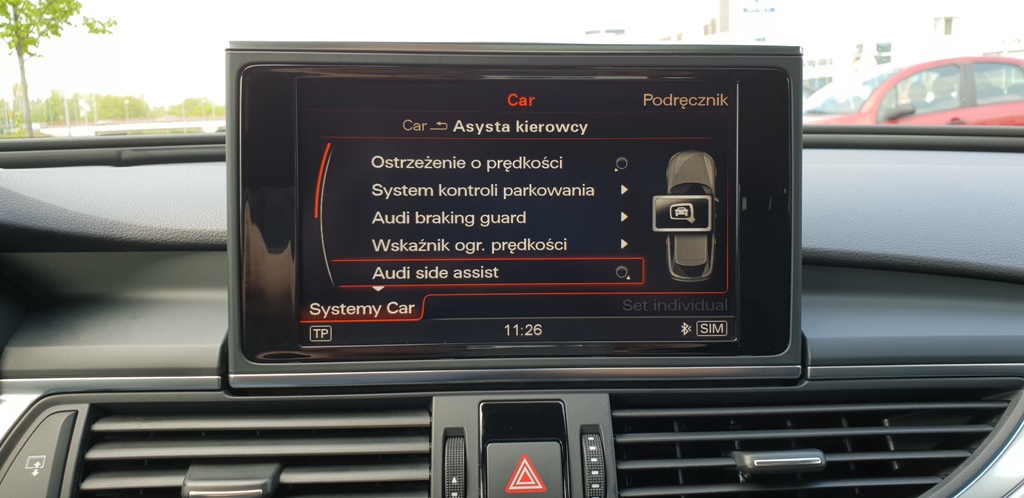 Car
Podręcznik
Car Asysta kierowcy
Ostrzeżenie o prędkości
System kontroli parkowania
Audi braking guard
Wskaźnik ogr. prędkości
Audi side assist
Systemy Car
Set individual
TP
11:26
SIM